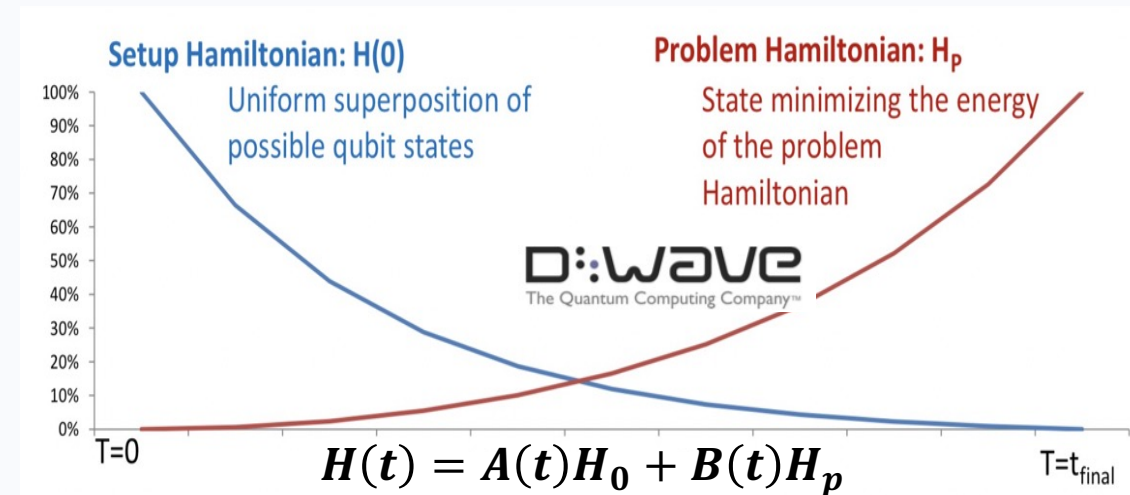 Setup Hamiltonian: H(0)
Uniform superposition of
possible qubit states
Problem Hamiltonian: Hₚ
State minimizing the energy
of the problem
Hamiltonian
100%
90%
80%
70%
60%
50%
40%
30%
20%
10%
0%
D:wave
The Quantum Computing Company™
T=0
H(t) = A(t)H₀ + B(t)Hₚ
T=t_final